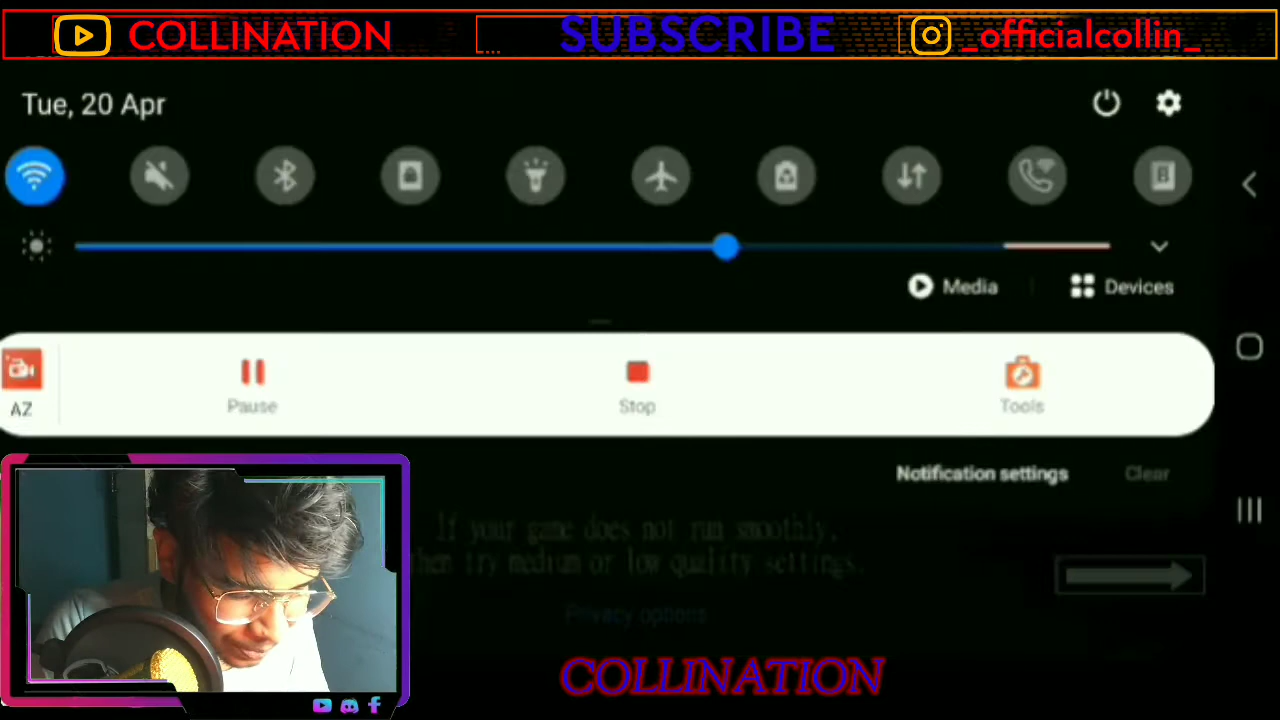 COLLINATION
SUBSCRIBE
_officialcollin_
Tue, 20 Apr
Media
Devices
AZ
Pause
Stop
Tools
Notification settings
Clear
If your game does not run smoothly,
then try medium or low quality settings.
Privacy options
COLLINATION